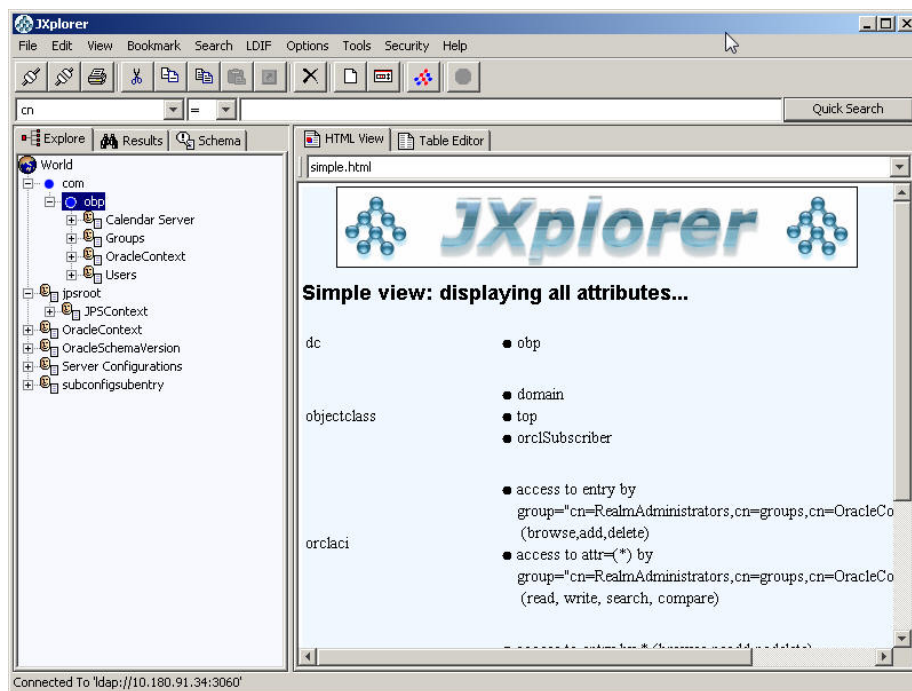 JXplorer
File Edit View Bookmark Search LDIF Options Tools Security Help
cn = Quick Search
Explore Results Schema
HTML View Table Editor
World
com
obp
Calendar Server
Groups
OracleContext
Users
jpsroot
JPSContext
OracleContext
OracleSchemaVersion
Server Configurations
subconfigsubentry
simple.html
JXplorer
Simple view: displaying all attributes...
dc
obp
objectclass
domain
top
orclSubscriber
orclaci
access to entry by
group="cn=RealmAdministrators,cn=groups,cn=OracleCo
(browse,add,delete)
access to attr=(*) by
group="cn=RealmAdministrators,cn=groups,cn=OracleCo
(read, write, search, compare)
Connected To 'ldap://10.180.91.34:3060'